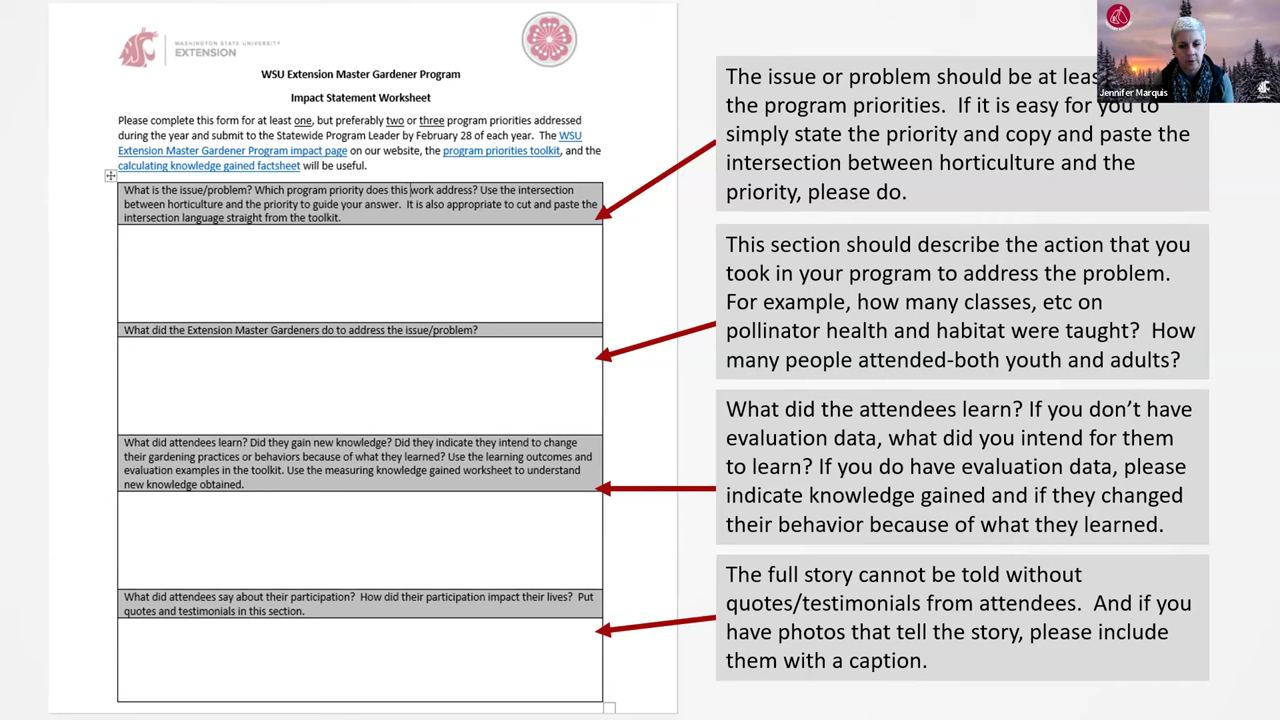 WASHINGTON STATE UNIVERSITY
EXTENSION
WSU Extension Master Gardener Program
Impact Statement Worksheet
Please complete this form for at least one, but preferably two or three program priorities addressed
during the year and submit to the Statewide Program Leader by February 28 of each year. The WSU
Extension Master Gardener Program impact page on our website, the program priorities toolkit, and the
calculating knowledge gained factsheet will be useful.
What is the issue/problem? Which program priority does this work address? Use the intersection
between horticulture and the priority to guide your answer. It is also appropriate to cut and paste the
intersection language straight from the toolkit.
What did the Extension Master Gardeners do to address the issue/problem?
What did attendees learn? Did they gain new knowledge? Did they indicate they intend to change
their gardening practices or behaviors because of what they learned? Use the learning outcomes and
evaluation examples in the toolkit. Use the measuring knowledge gained worksheet to understand
new knowledge obtained.
What did attendees say about their participation? How did their participation impact their lives? Put
quotes and testimonials in this section.
The issue or problem should be at
the program priorities. If it is easy for you to
simply state the priority and copy and paste the
intersection between horticulture and the
priority, please do.
This section should describe the action that you
took in your program to address the problem.
For example, how many classes, etc on
pollinator health and habitat were taught? How
many people attended-both youth and adults?
What did the attendees learn? If you don't have
evaluation data, what did you intend for them
to learn? If you do have evaluation data, please
indicate knowledge gained and if they changed
their behavior because of what they learned.
The full story cannot be told without
quotes/testimonials from attendees. And if you
have photos that tell the story, please include
them with a caption.
Jennifer Marquis